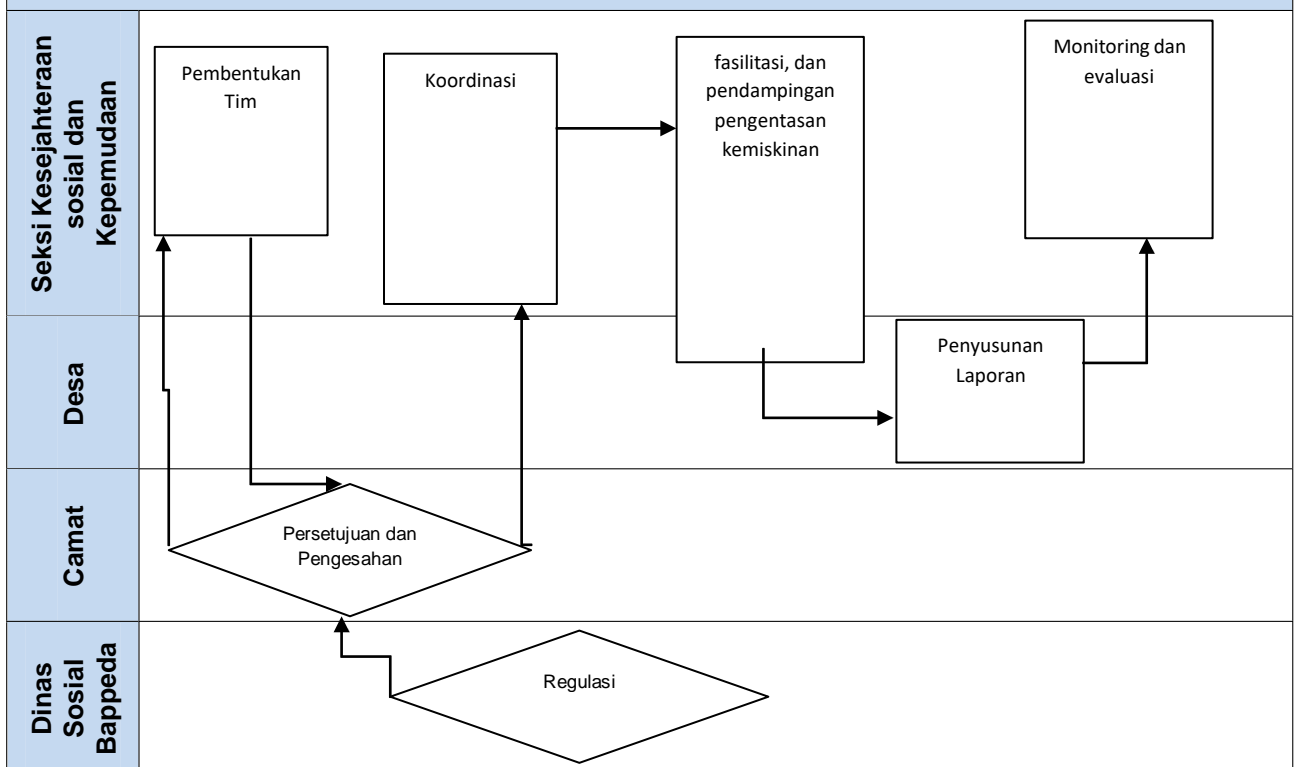 Seksi Kesejahteraan
sosial dan
Kepemudaan
Pembentukan
Tim
Koordinasi
fasilitasi, dan
pendampingan
pengentasan
kemiskinan
Monitoring dan
evaluasi
Desa
Penyusunan
Laporan
Camat
Persetujuan dan
Pengesahan
Dinas
Sosial
Bappeda
Regulasi